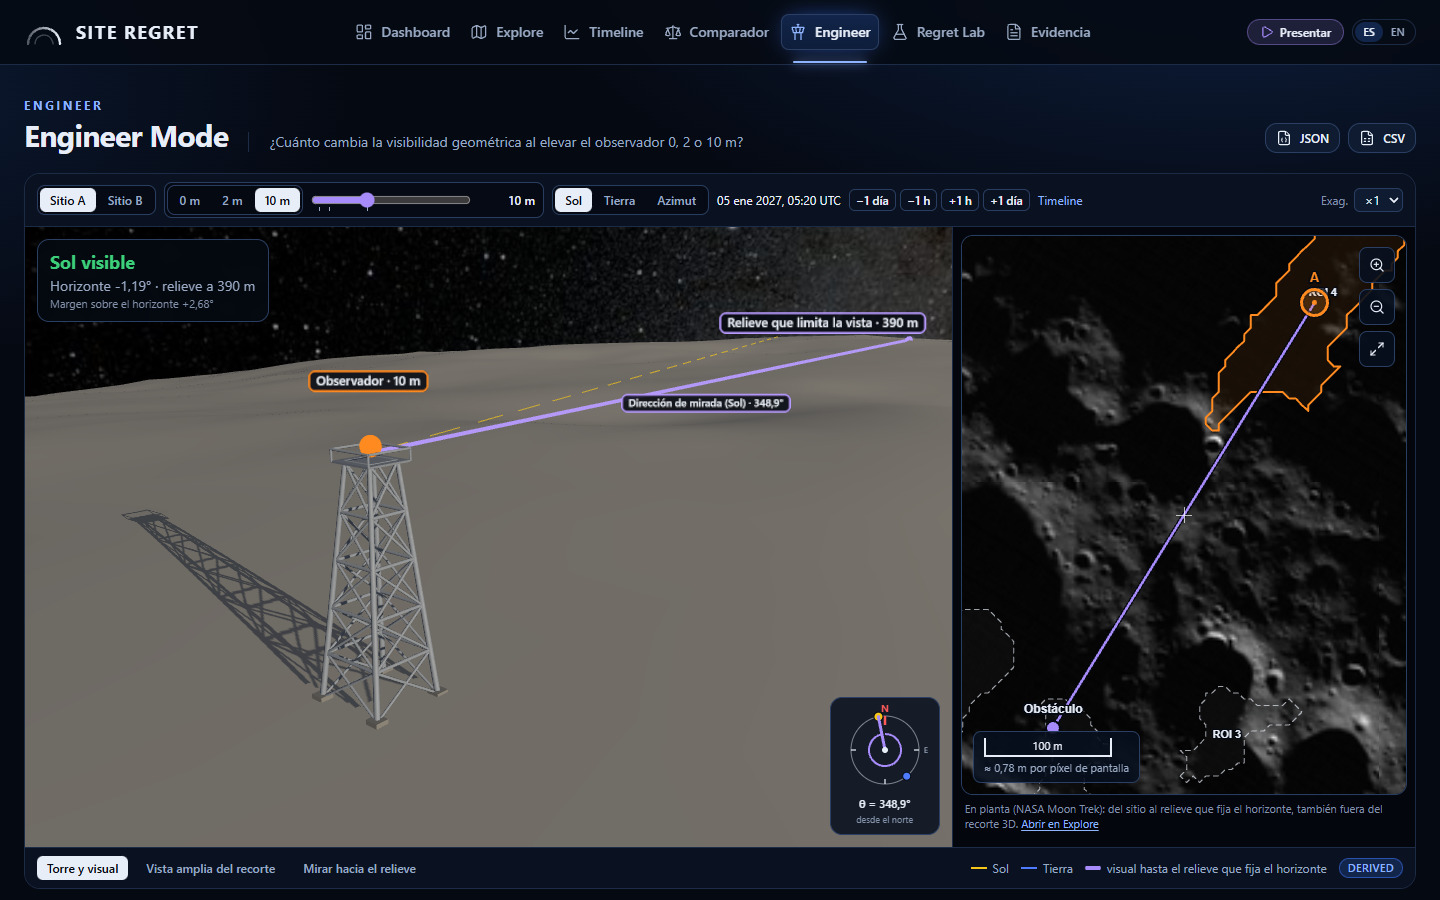 SITE REGRET
Dashboard
Explore
Timeline
Comparador
Engineer
Regret Lab
Evidencia
Presentar
ES
EN
ENGINEER
Engineer Mode
¿Cuánto cambia la visibilidad geométrica al elevar el observador 0, 2 o 10 m?
JSON
CSV
Sitio A
Sitio B
0 m
2 m
10 m
10 m
Sol
Tierra
Azimut
05 ene 2027, 05:20 UTC
−1 día
−1 h
+1 h
+1 día
Timeline
Exag.
×1
Sol visible
Horizonte -1,19° · relieve a 390 m
Margen sobre el horizonte +2,68°
Relieve que limita la vista · 390 m
Observador · 10 m
Dirección de mirada (Sol) · 348,9°
N
E
θ = 348,9°
desde el norte
A
Obstáculo
ROI 3
100 m
≈ 0,78 m por píxel de pantalla
En planta (NASA Moon Trek): del sitio al relieve que fija el horizonte, también fuera del
recorte 3D. Abrir en Explore
Torre y visual
Vista amplia del recorte
Mirar hacia el relieve
Sol
Tierra
visual hasta el relieve que fija el horizonte
DERIVED